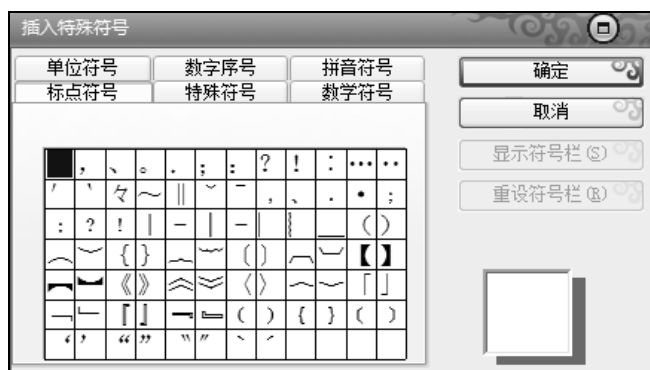 插入特殊符号
单位符号 数字序号 拼音符号
标点符号 特殊符号 数学符号
确定
取消
显示符号栏(S)
重设符号栏(R)
， 、 。 . ； ： ？ ！ ︰ … ‥
′ ‵ 々 ～ ‖ ˇ ˉ ﹐ ﹑ ． • ;
: ? ! ︱ – | — ( )
︵ ︶ { } ︷ ︸ 〔 〕 ︹ ︺ 【 】
︻ ︼ 《 》 ︽ ︾ 〈 〉 ︿ ﹀ 「 」
﹁ ﹂ 『 』 ﹃ ﹄ ( ) { } ( )
‘ ’ “ ” 〝 〞 ˋ ˊ